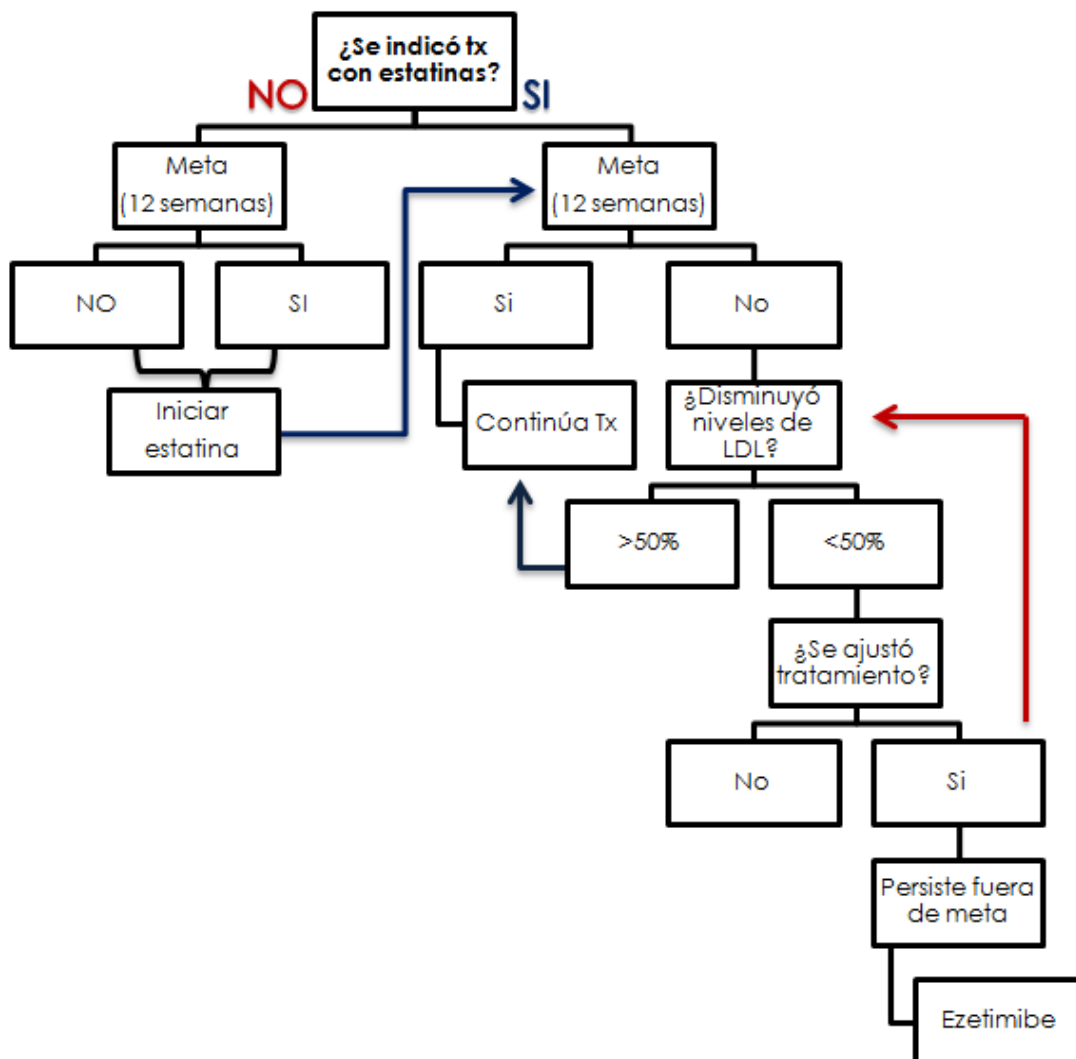 ¿Se indicó tx
con estatinas?
NO
SI
Meta
(12 semanas)
Meta
(12 semanas)
NO
SI
Si
No
Iniciar
estatina
Continúa Tx
¿Disminuyó
niveles de
LDL?
>50%
<50%
¿Se ajustó
tratamiento?
No
Si
Persiste fuera
de meta
Ezetimibe